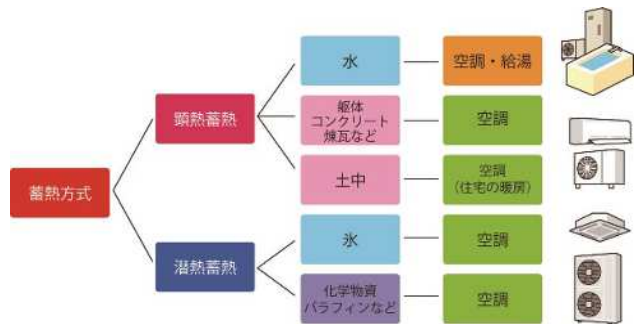 水
空調・給湯
顕熱蓄熱
躯体
コンクリート
煉瓦など
空調
土中
空調
(住宅の暖房)
蓄熱方式
潜熱蓄熱
氷
空調
化学物資
パラフィンなど
空調